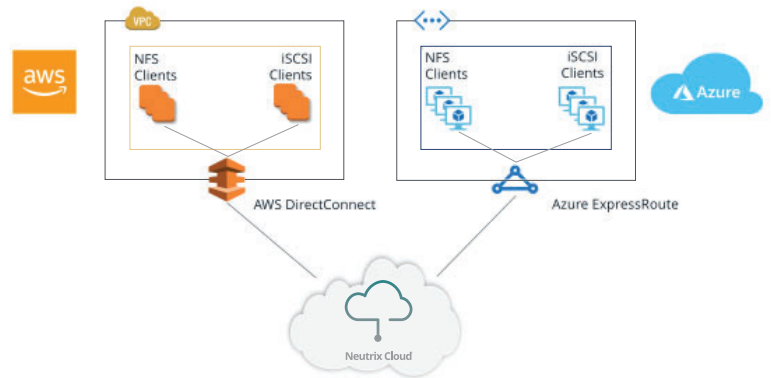 VPC
aws
NFS
Clients
iSCSI
Clients
NFS
Clients
iSCSI
Clients
Azure
AWS DirectConnect
Azure ExpressRoute
Neutrix Cloud